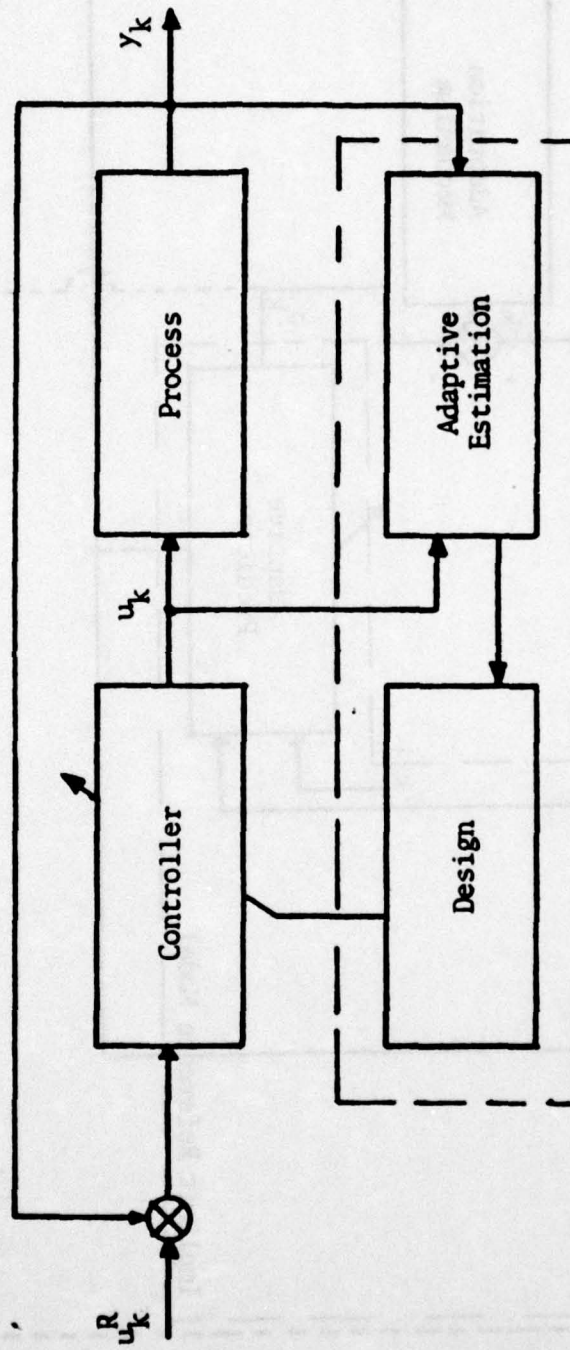 u_k^R
Controller
u_k
Process
y_k
Design
Adaptive
Estimation